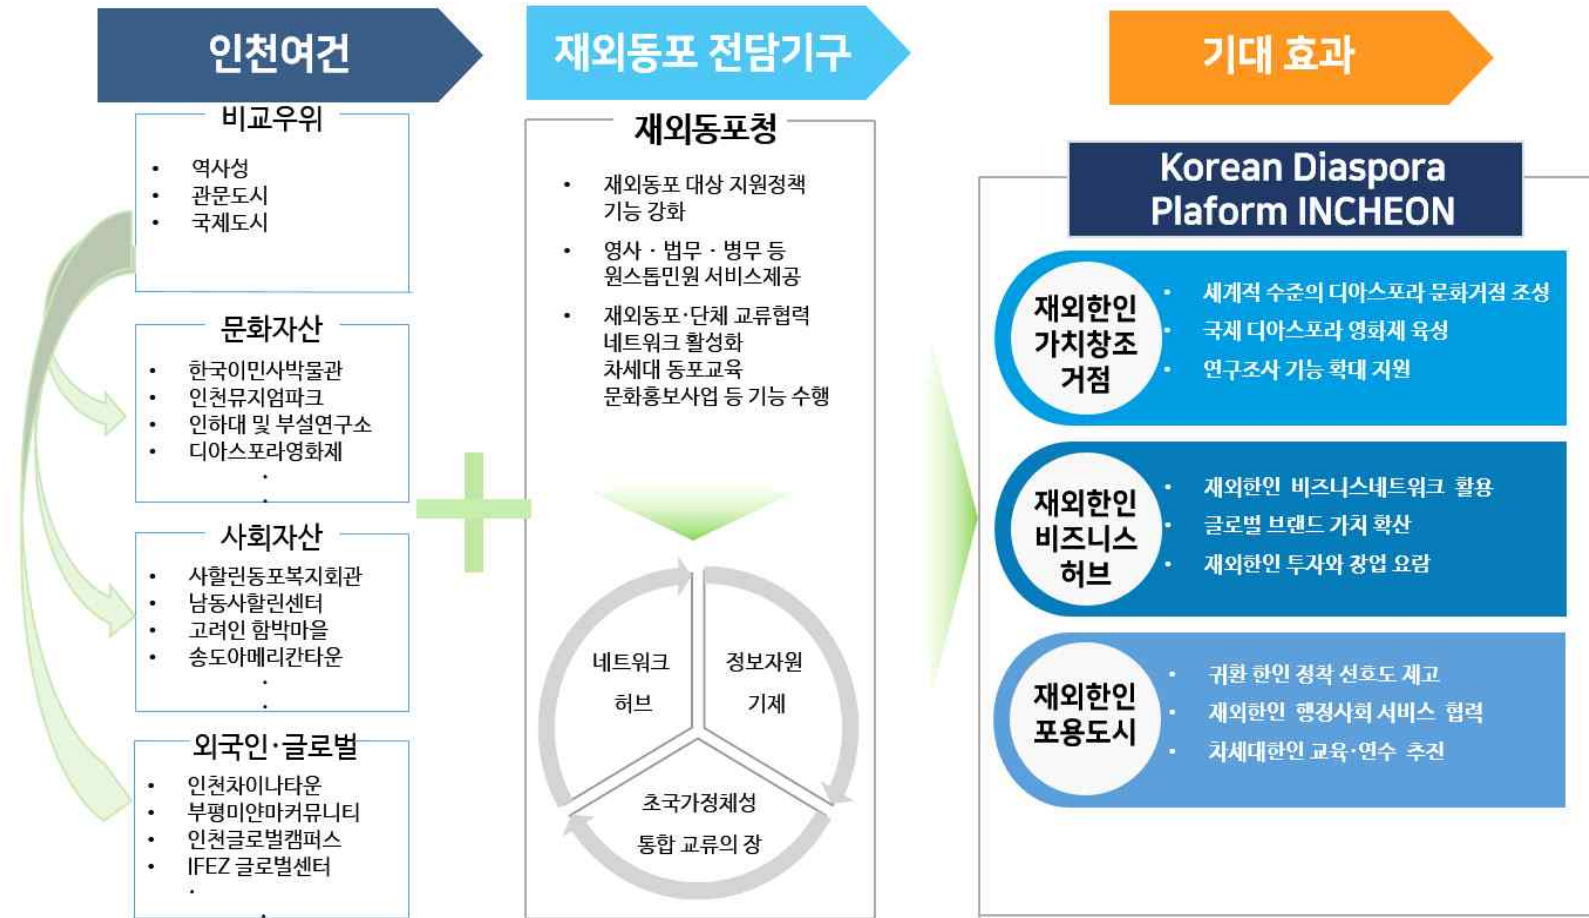 인천여건
비교우위
• 역사성
• 관문도시
• 국제도시
문화자산
• 한국이민사박물관
• 인천뮤지엄파크
• 인하대 및 부설연구소
• 디아스포라영화제
.
.
사회자산
• 사할린동포복지회관
• 남동사할린센터
• 고려인 함박마을
• 송도아메리칸타운
.
.
외국인·글로벌
• 인천차이나타운
• 부평미얀마커뮤니티
• 인천글로벌캠퍼스
• IFEZ 글로벌센터
.
.
재외동포 전담기구
재외동포청
• 재외동포 대상 지원정책
기능 강화
• 영사 · 법무 · 병무 등
원스톱민원 서비스제공
• 재외동포·단체 교류협력
네트워크 활성화
차세대 동포교육
문화홍보사업 등 기능 수행
네트워크
허브
정보자원
기제
초국가정체성
통합 교류의 장
기대 효과
Korean Diaspora
Plaform INCHEON
재외한인
가치창조
거점
• 세계적 수준의 디아스포라 문화거점 조성
• 국제 디아스포라 영화제 육성
• 연구조사 기능 확대 지원
재외한인
비즈니스
허브
• 재외한인 비즈니스네트워크 활용
• 글로벌 브랜드 가치 확산
• 재외한인 투자와 창업 요람
재외한인
포용도시
• 귀환 한인 정착 선호도 제고
• 재외한인 행정사회 서비스 협력
• 차세대한인 교육·연수 추진